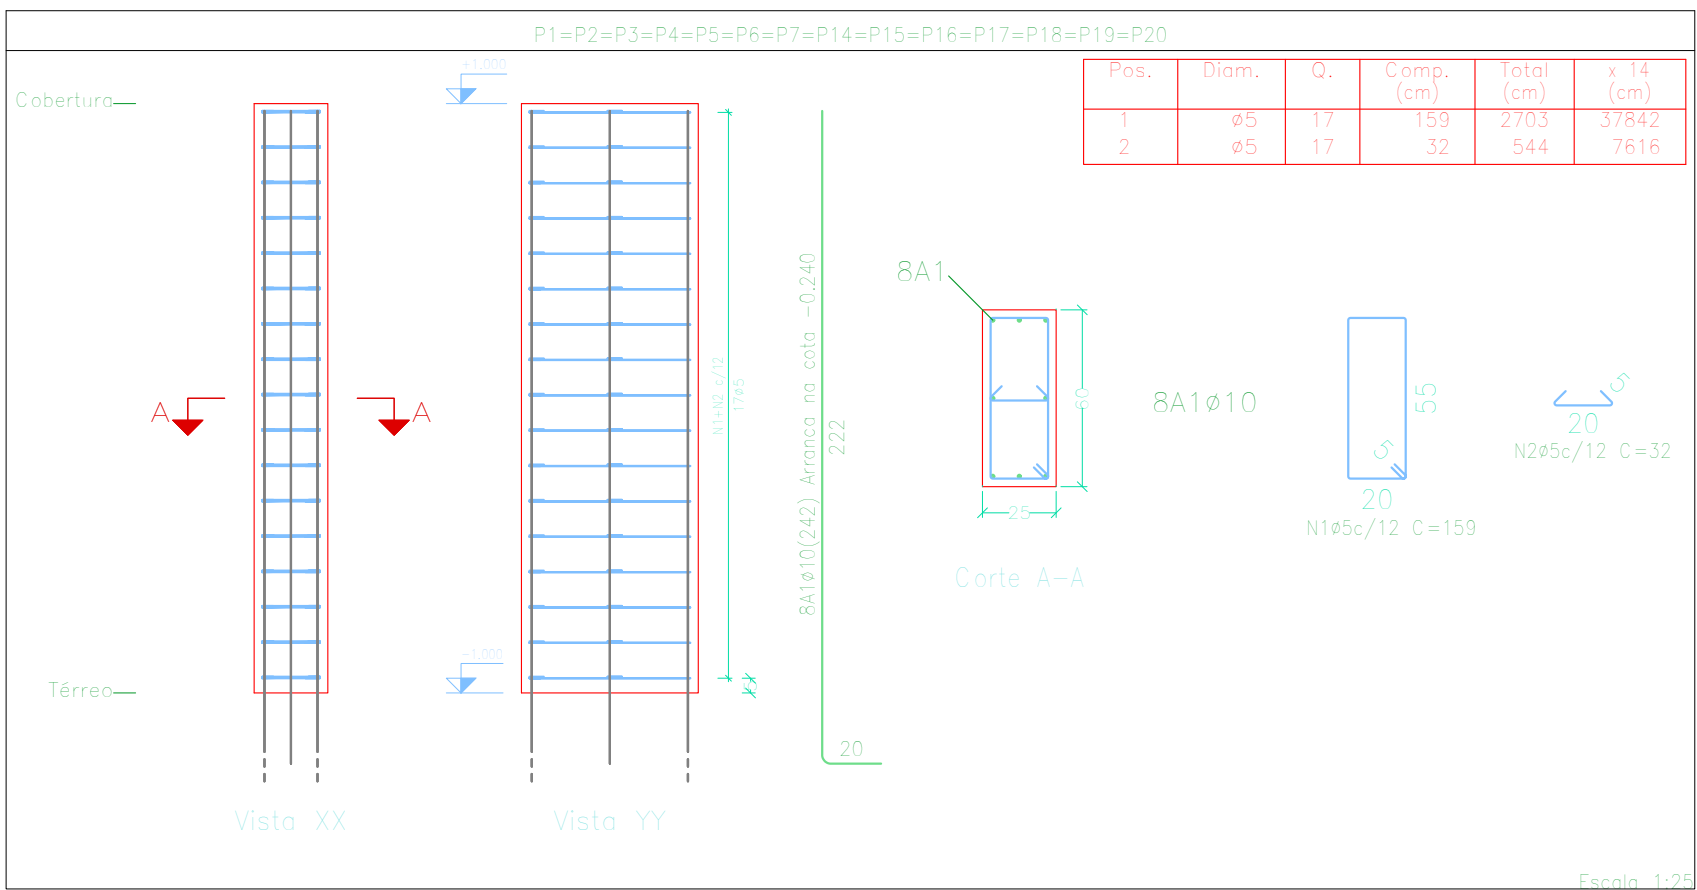 P1=P2=P3=P4=P5=P6=P7=P14=P15=P16=P17=P18=P19=P20
Pos. Diam. Q. Comp. (cm) Total (cm) x 14 (cm)
1 ø5 17 159 2703 37842
2 ø5 17 32 544 7616
Cobertura
+1,000
A A
N1+N2 c/12
17ø5
8A1ø10(242) Arranca na cota -0.240
222
8A1
60
25
Corte A-A
8A1ø10
55
5
20
N1ø5c/12 C=159
5
20
N2ø5c/12 C=32
Térreo
-1,000
5
20
Vista XX
Vista YY
Escala 1:25